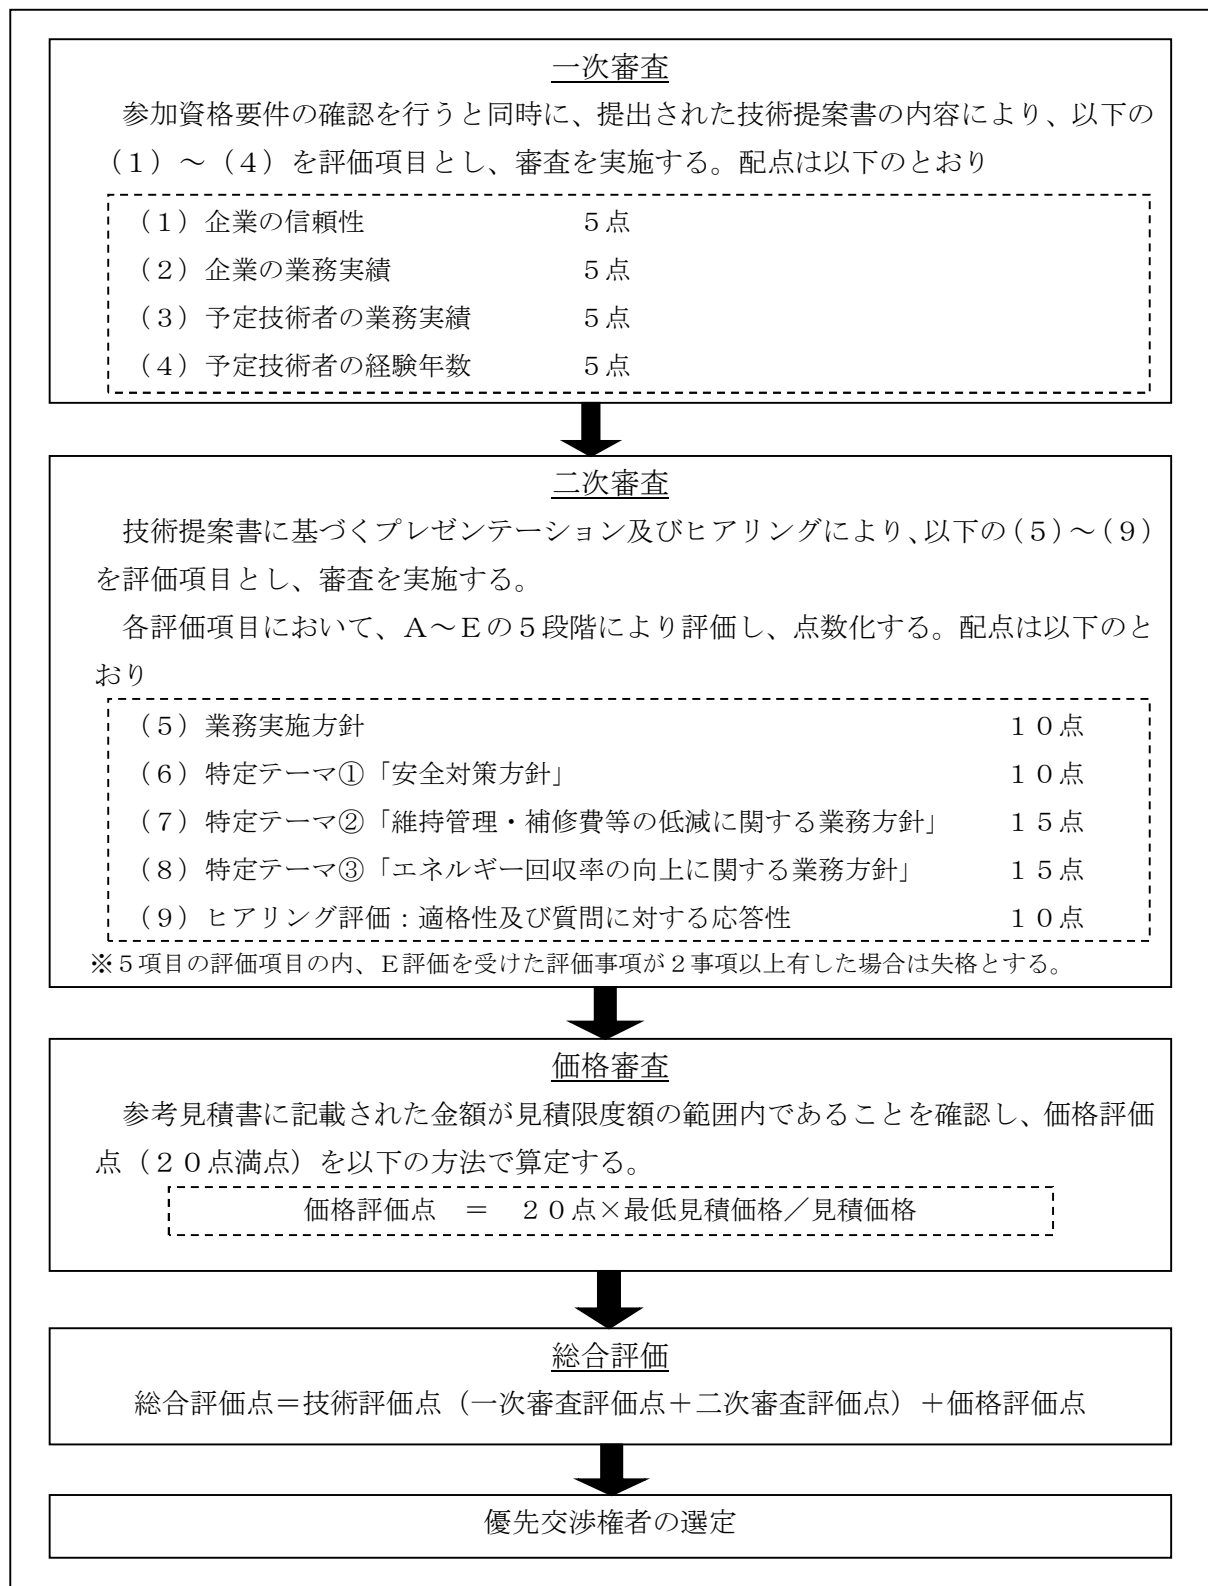 一次審査
参加資格要件の確認を行うと同時に、提出された技術提案書の内容により、以下の
（１）～（４）を評価項目とし、審査を実施する。配点は以下のとおり
（１）企業の信頼性　５点
（２）企業の業務実績　５点
（３）予定技術者の業務実績　５点
（４）予定技術者の経験年数　５点
二次審査
技術提案書に基づくプレゼンテーション及びヒアリングにより、以下の（５）～（９）
を評価項目とし、審査を実施する。
各評価項目において、Ａ～Ｅの５段階により評価し、点数化する。配点は以下のと
おり
（５）業務実施方針　１０点
（６）特定テーマ①「安全対策方針」　１０点
（７）特定テーマ②「維持管理・補修費等の低減に関する業務方針」　１５点
（８）特定テーマ③「エネルギー回収率の向上に関する業務方針」　１５点
（９）ヒアリング評価：適格性及び質問に対する応答性　１０点
※５項目の評価項目の内、Ｅ評価を受けた評価事項が２事項以上有した場合は失格とする。
価格審査
参考見積書に記載された金額が見積限度額の範囲内であることを確認し、価格評価
点（２０点満点）を以下の方法で算定する。
価格評価点　＝　２０点×最低見積価格／見積価格
総合評価
総合評価点＝技術評価点（一次審査評価点＋二次審査評価点）＋価格評価点
優先交渉権者の選定